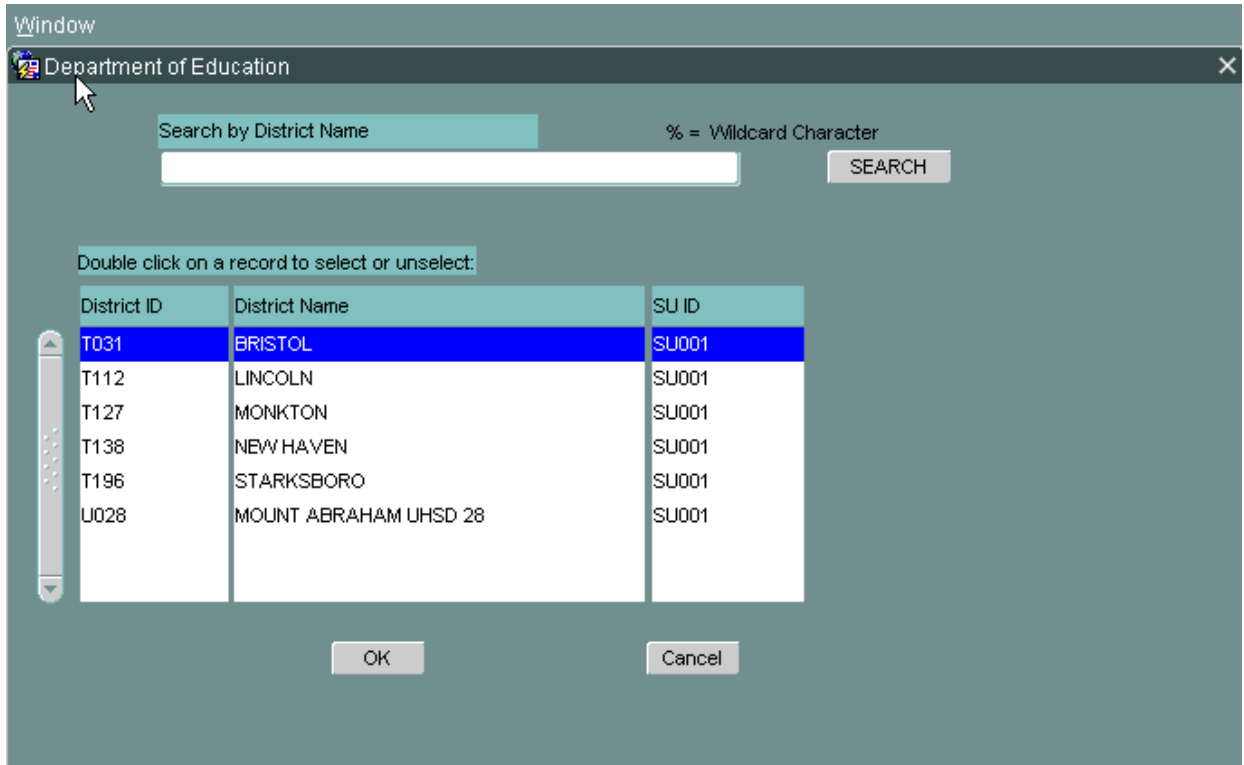 Window
Department of Education
Search by District Name % = Wildcard Character
SEARCH
Double click on a record to select or unselect:
District ID District Name SU ID
T031 BRISTOL SU001
T112 LINCOLN SU001
T127 MONKTON SU001
T138 NEW HAVEN SU001
T196 STARKSBORO SU001
U028 MOUNT ABRAHAM UHSD 28 SU001
OK Cancel